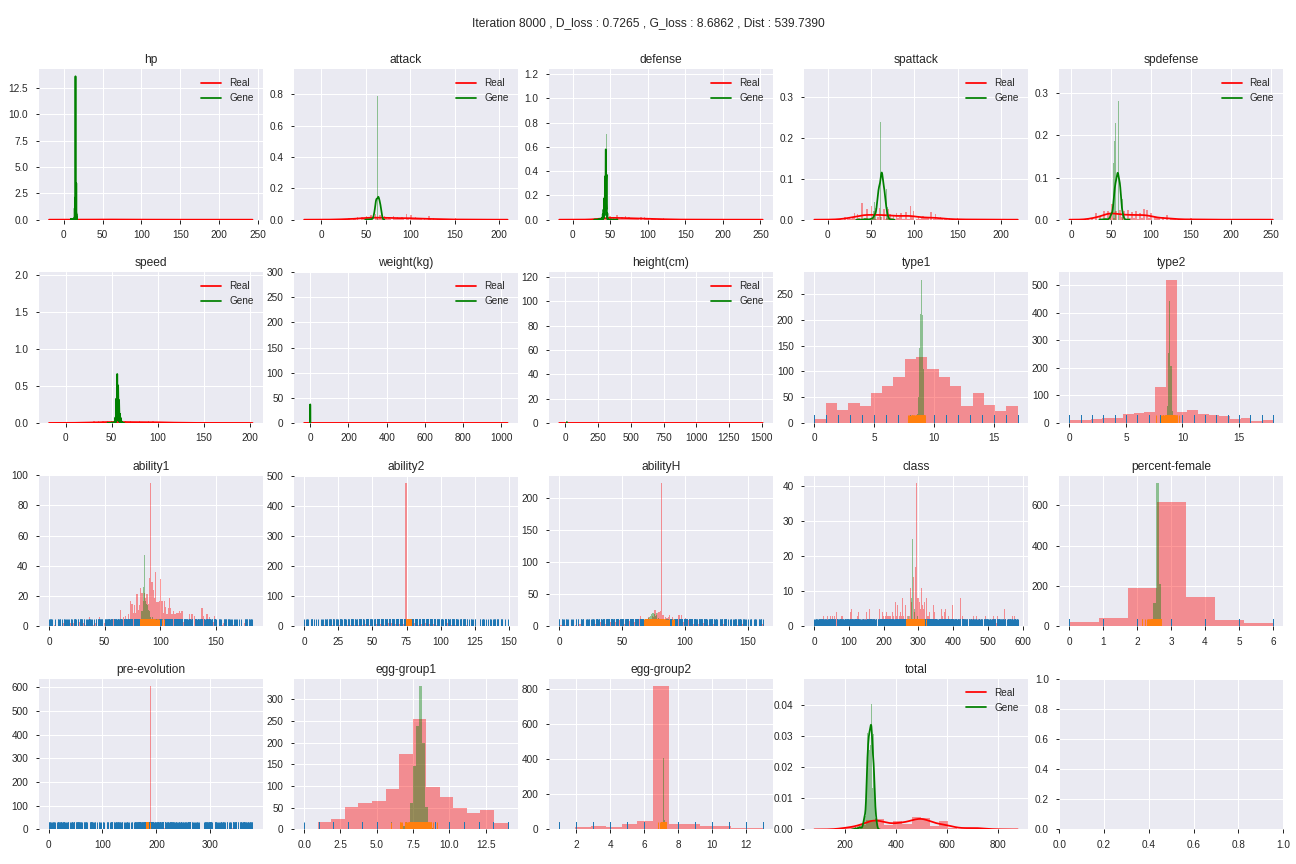 Iteration 8000 , D_loss : 0.7265 , G_loss : 8.6862 , Dist : 539.7390
hp attack defense spattack spdefense
Real Real Real Real Real
Gene Gene Gene Gene Gene
12.5 10.0 7.5 5.0 2.5 0.0
0 50 100 150 200 250
0.8 0.6 0.4 0.2 0.0
0 50 100 150 200
1.2 1.0 0.8 0.6 0.4 0.2 0.0
0 50 100 150 200 250
0.3 0.2 0.1 0.0
0 50 100 150 200
0.3 0.2 0.1 0.0
0 50 100 150 200 250
speed weight(kg) height(cm) type1 type2
Real Real Real
Gene Gene Gene
2.0 1.5 1.0 0.5 0.0
0 50 100 150 200
300 250 200 150 100 50 0
0 200 400 600 800 1000
120 100 80 60 40 20 0
0 250 500 750 1000 1250 1500
250 200 150 100 50 0
0 5 10 15
500 400 300 200 100 0
0 5 10 15
ability1 ability2 abilityH class percent-female
100 80 60 40 20 0
0 50 100 150
500 400 300 200 100 0
0 25 50 75 100 125 150
200 150 100 50 0
0 50 100 150
40 30 20 10 0
0 100 200 300 400 500 600
600 400 200 0
0 1 2 3 4 5 6
pre-evolution egg-group1 egg-group2 total
Real
Gene
600 500 400 300 200 100 0
0 100 200 300
300 250 200 150 100 50 0
0.0 2.5 5.0 7.5 10.0 12.5
800 600 400 200 0
2 4 6 8 10 12
0.04 0.03 0.02 0.01 0.00
200 400 600 800
1.0 0.8 0.6 0.4 0.2 0.0
0.0 0.2 0.4 0.6 0.8 1.0